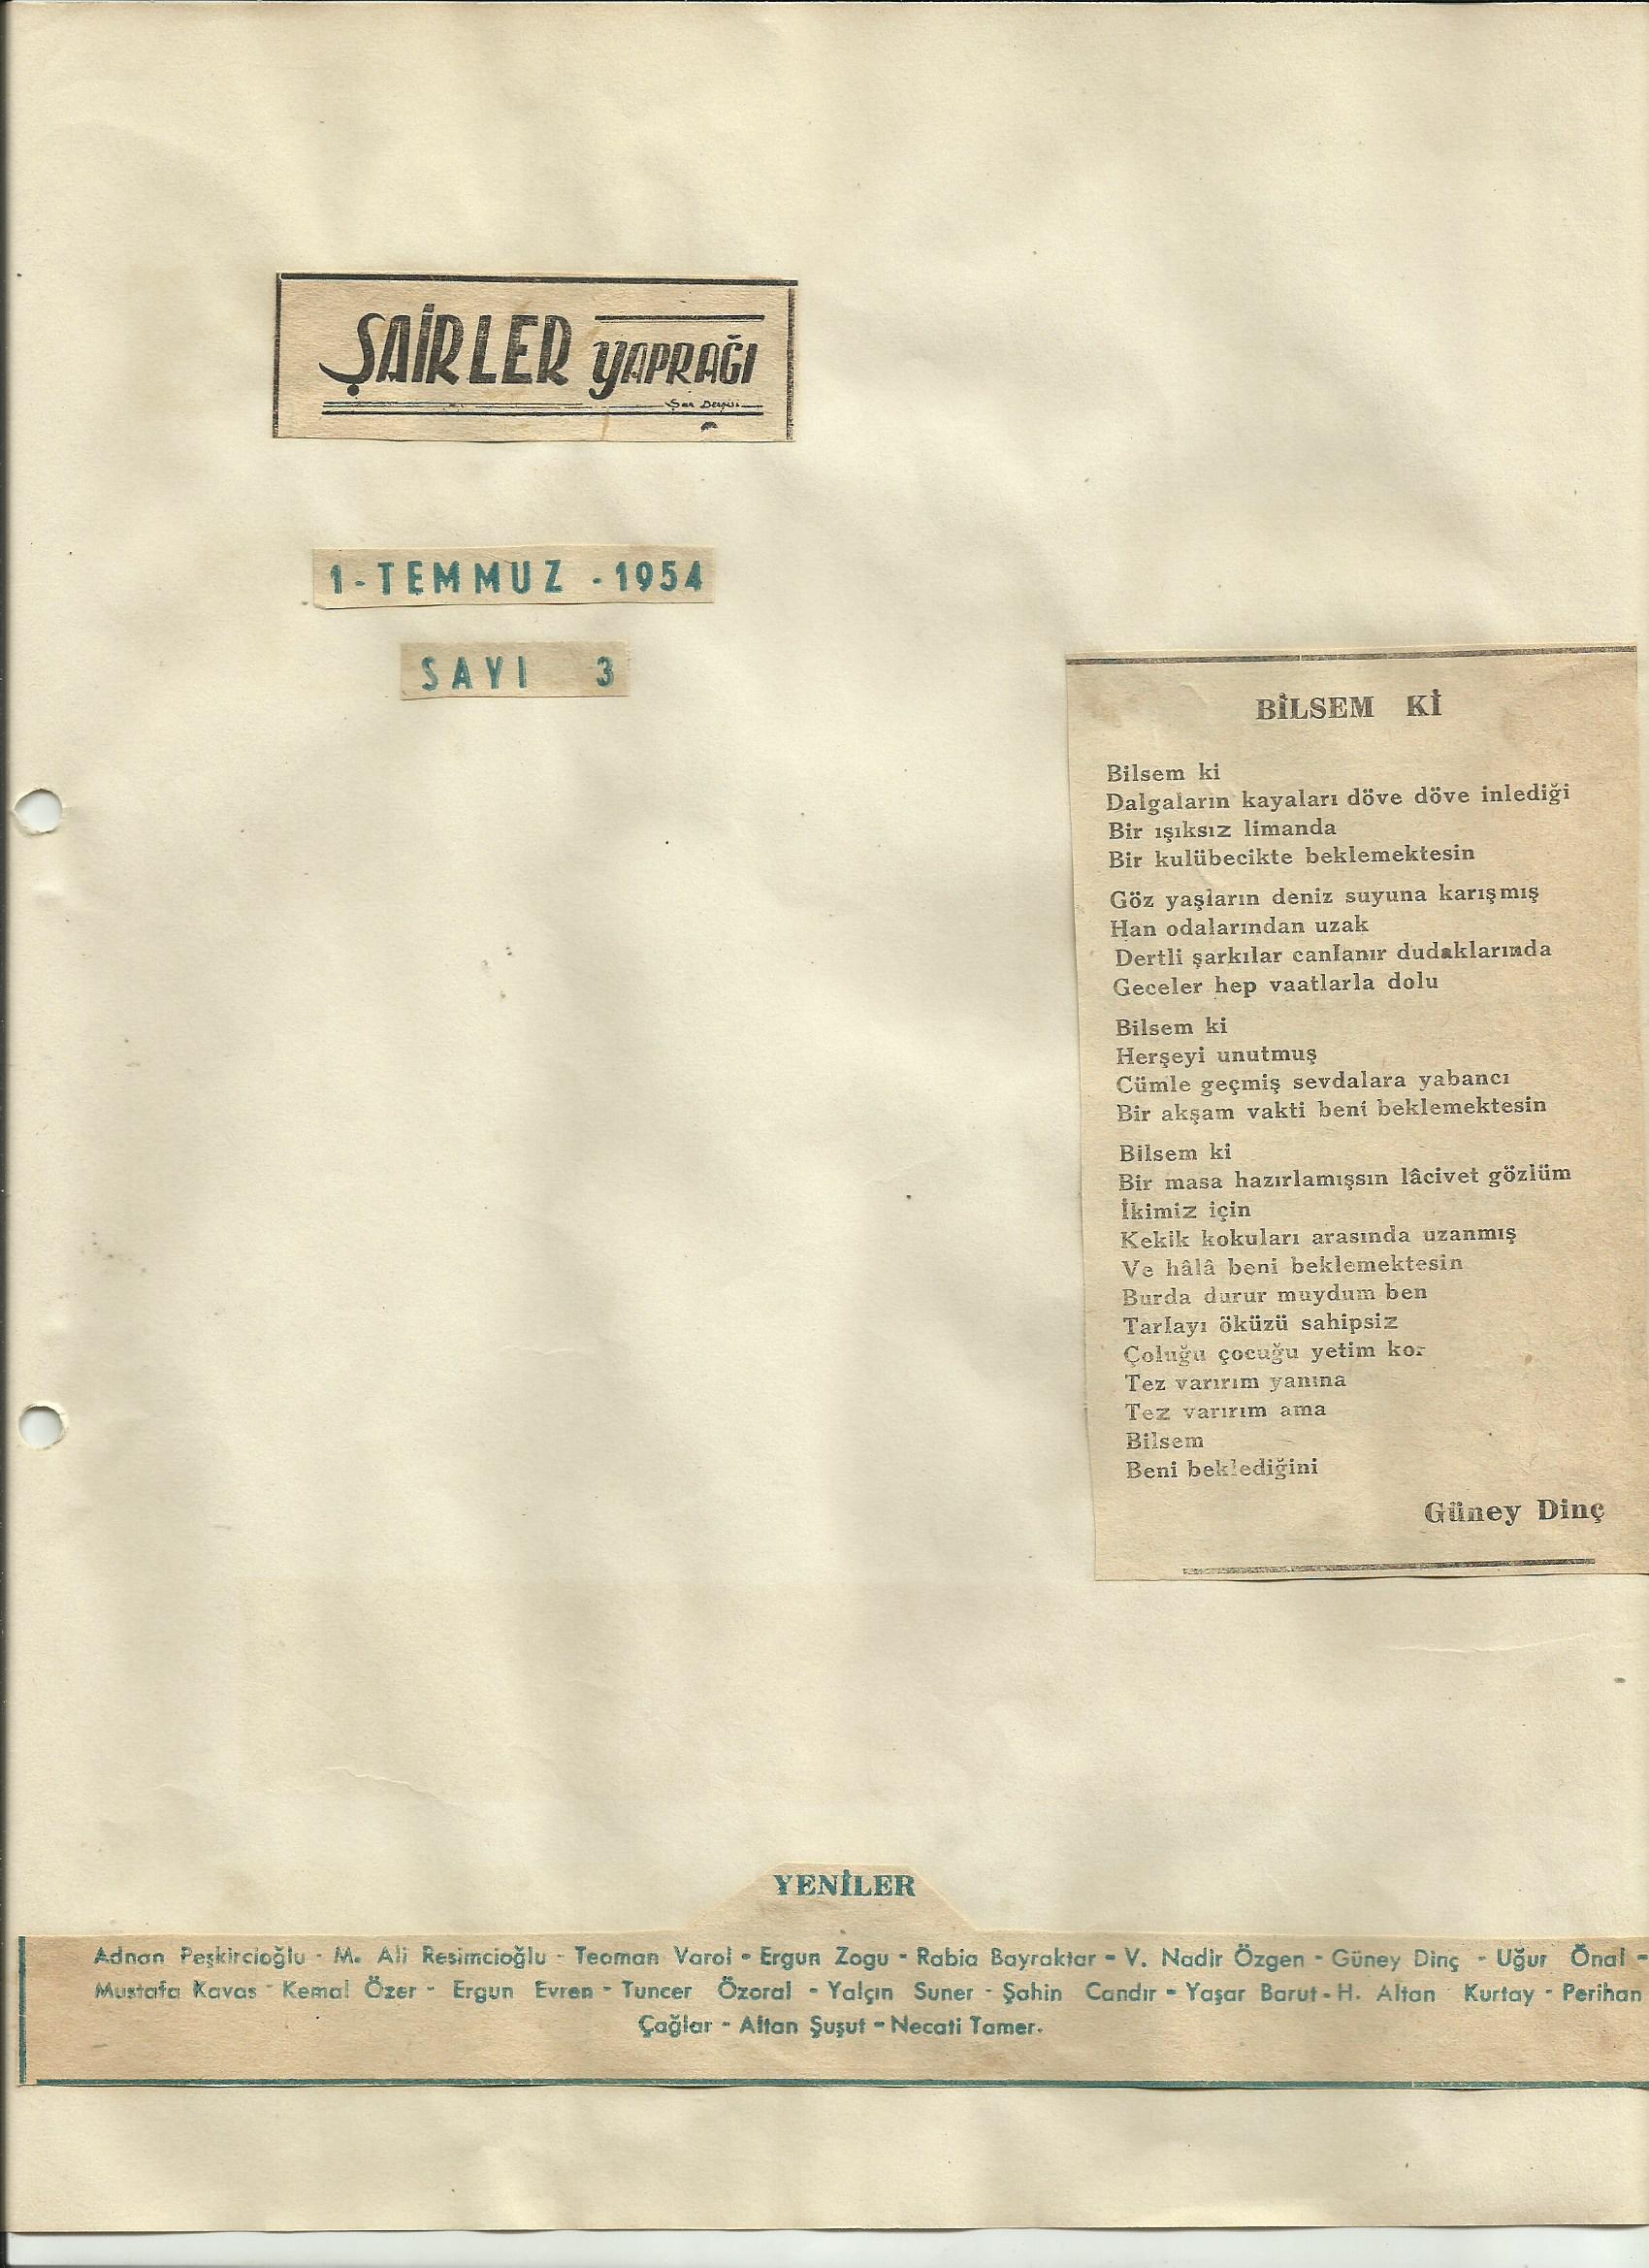 ŞAİRLER YAPRAĞI
1-TEMMUZ - 1954
SAYI 3
BİLSEM Kİ
Bilsem ki
Dalgaların kayaları döve döve inlediği
Bir ışıksız limanda
Bir kulübecikte beklemektesin
Göz yaşların deniz suyuna karışmış
Han odalarından uzak
Dertli şarkılar canlanır dudaklarında
Geceler hep vaatlarla dolu
Bilsem ki
Herşeyi unutmuş
Cümle geçmiş sevdalara yabancı
Bir akşam vakti beni beklemektesin
Bilsem ki
Bir masa hazırlamışsın lâcivet gözlüm
İkimiz için
Kekik kokuları arasında uzanmış
Ve hâlâ beni beklemektesin
Burda durur muydum ben
Tarlayı öküzü sahipsiz
Çoluğu çocuğu yetim kor
Tez varırım yanına
Tez varırım ama
Bilsem
Beni beklediğini
Güney Dinç
YENİLER
Adnan Peşkircioğlu - M. Ali Resimcioğlu - Teoman Varol - Ergun Zogu - Rabia Bayraktar - V. Nadir Özgen - Güney Dinç - Uğur Önal -
Mustafa Kavas - Kemal Özer - Ergun Evren - Tuncer Özoral - Yalçın Suner - Şahin Candır - Yaşar Barut - H. Altan Kurtay - Perihan
Çağlar - Altan Şuşut - Necati Tamer.